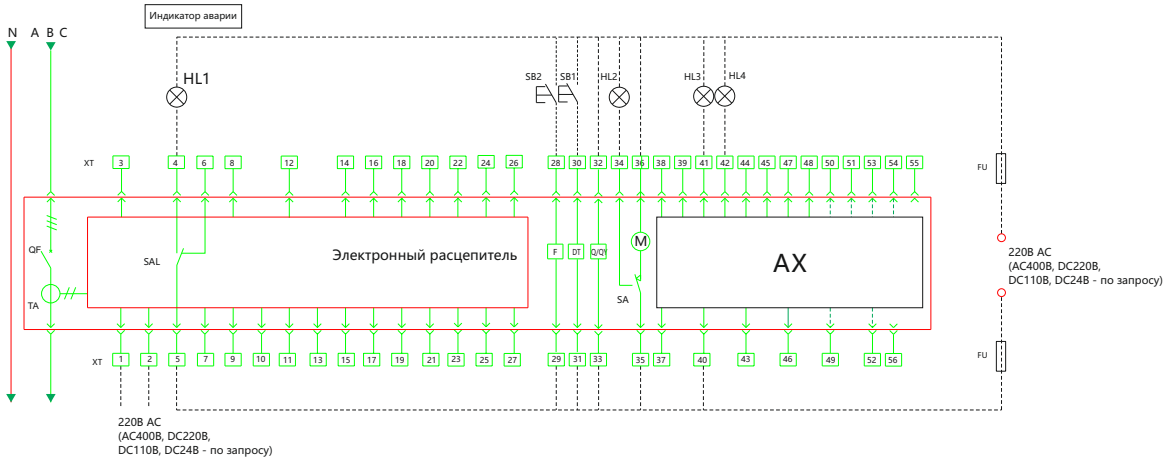 Индикатор аварии
N A B C
HL1
SB2 SB1 HL2 HL3 HL4
XT 3 4 6 8 12 14 16 18 20 22 24 26 28 30 32 34 36 38 39 41 42 44 45 47 48 50 51 53 54 55
FU
QF
SAL
Электронный расцепитель
F DT Q/QY M
AX
TA
SA
220В AC
(AC400В, DC220В,
DC110В, DC24В - по запросу)
XT 1 2 5 7 9 10 11 13 15 17 19 21 23 25 27 29 31 33 35 37 40 43 46 49 52 56
FU
220В AC
(AC400В, DC220В,
DC110В, DC24В - по запросу)